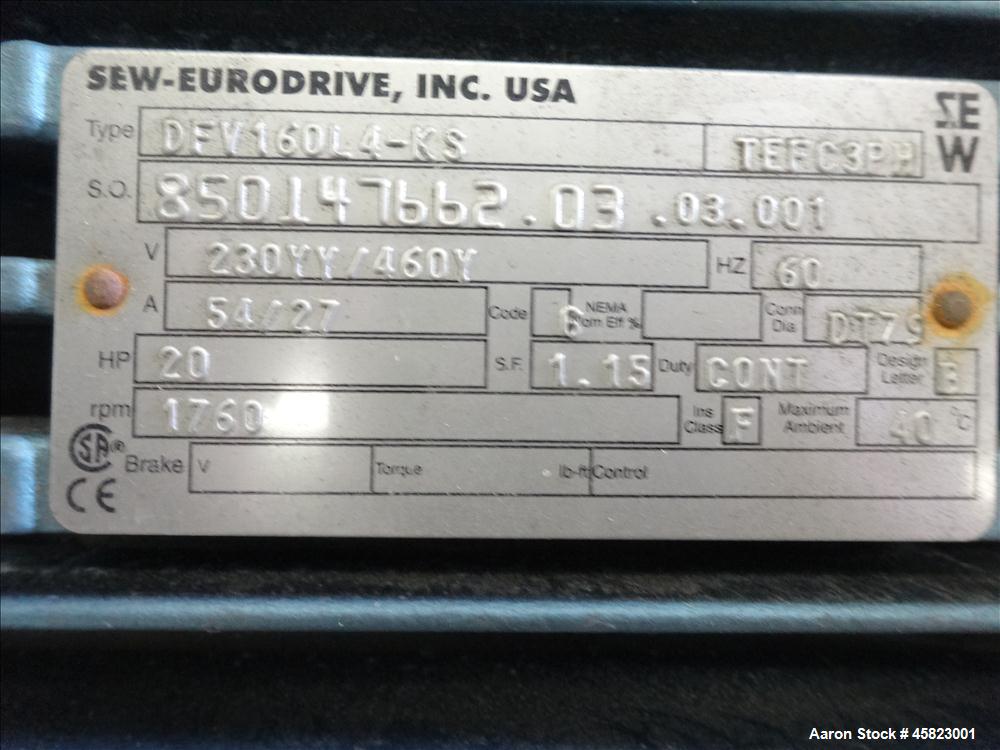 SEW-EURODRIVE, INC. USA
SEW
Type DFV160L4-KS TEFC3PH
S.O. 850147662.03.03.001
V 230YY/460Y HZ 60
A 54/27 Code NEMA Nom Eff % Conn Dia DT79
HP 20 S.F. 1.15 Duty CONT Design Letter B
rpm 1760 Ins Class F Maximum Ambient 40 °C
SA®
Brake V Torque lb-ft Control
CE
Aaron Stock # 45823001